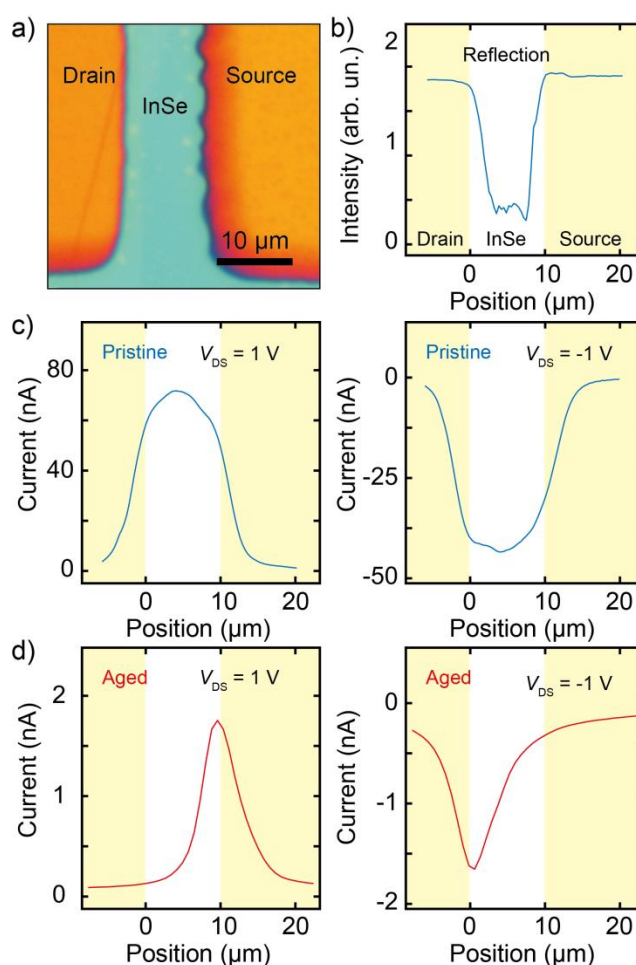 a)
Drain
InSe
Source
10 µm
b)
2
1
0
Intensity (arb. un.)
Reflection
Drain
InSe
Source
0
10
20
Position (µm)
c)
Pristine
V_DS = 1 V
80
40
0
Current (nA)
0
10
20
Position (µm)
Pristine
V_DS = -1 V
0
-25
-50
Current (nA)
0
10
20
Position (µm)
d)
Aged
V_DS = 1 V
2
1
0
Current (nA)
0
10
20
Position (µm)
Aged
V_DS = -1 V
0
-1
-2
Current (nA)
0
10
20
Position (µm)